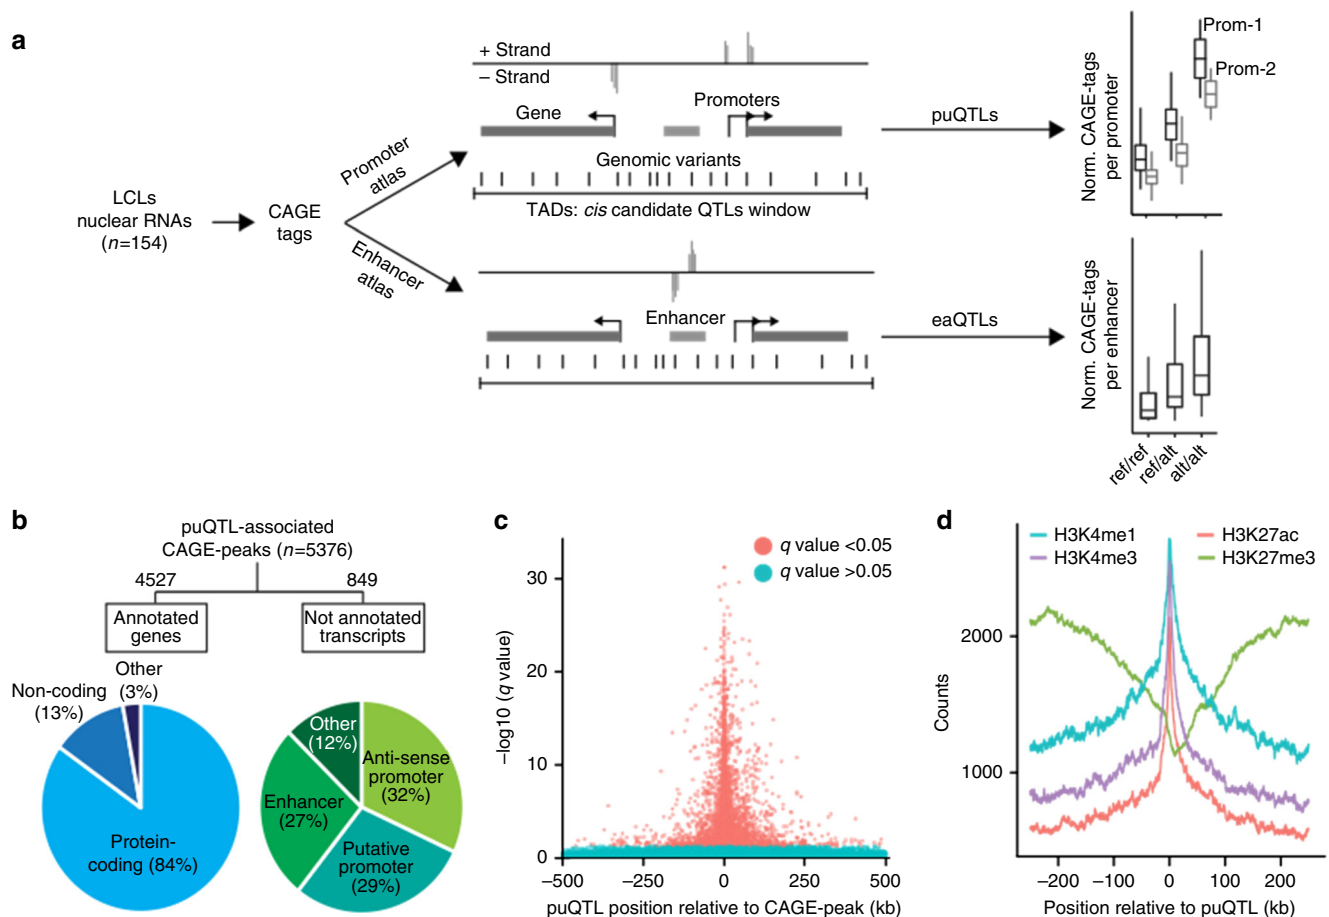 a
LCLs
nuclear RNAs
(n=154)
CAGE
tags
Promoter
atlas
Enhancer
atlas
+ Strand
– Strand
Gene
Promoters
Genomic variants
TADs: cis candidate QTLs window
Enhancer
puQTLs
eaQTLs
Norm. CAGE-tags
per promoter
Prom-1
Prom-2
Norm. CAGE-tags
per enhancer
ref/ref
ref/alt
alt/alt
b
puQTL-associated
CAGE-peaks (n=5376)
4527
849
Annotated
genes
Not annotated
transcripts
Other
(3%)
Non-coding
(13%)
Protein-
coding (84%)
Other
(12%)
Anti-sense
promoter
(32%)
Enhancer
(27%)
Putative
promoter
(29%)
c
q value <0.05
q value >0.05
–log10 (q value)
30
20
10
0
–500
–250
0
250
500
puQTL position relative to CAGE-peak (kb)
d
H3K4me1
H3K27ac
H3K4me3
H3K27me3
Counts
2000
1000
–200
–100
0
100
200
Position relative to puQTL (kb)